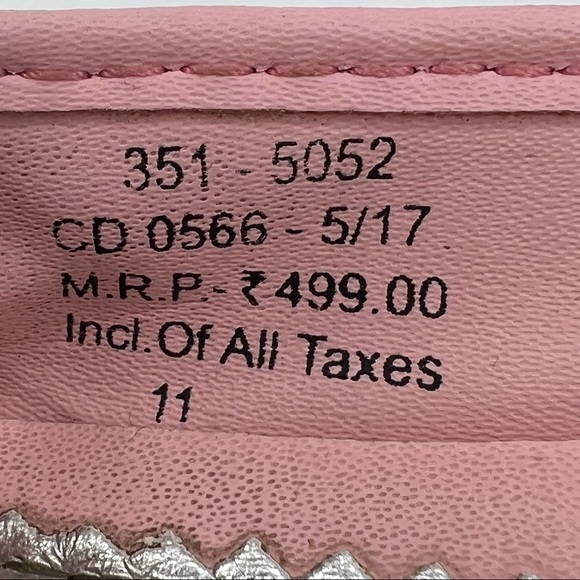 351 - 5052
CD 0566 - 5/17
M.R.P.- ₹499.00
Incl.Of All Taxes
11